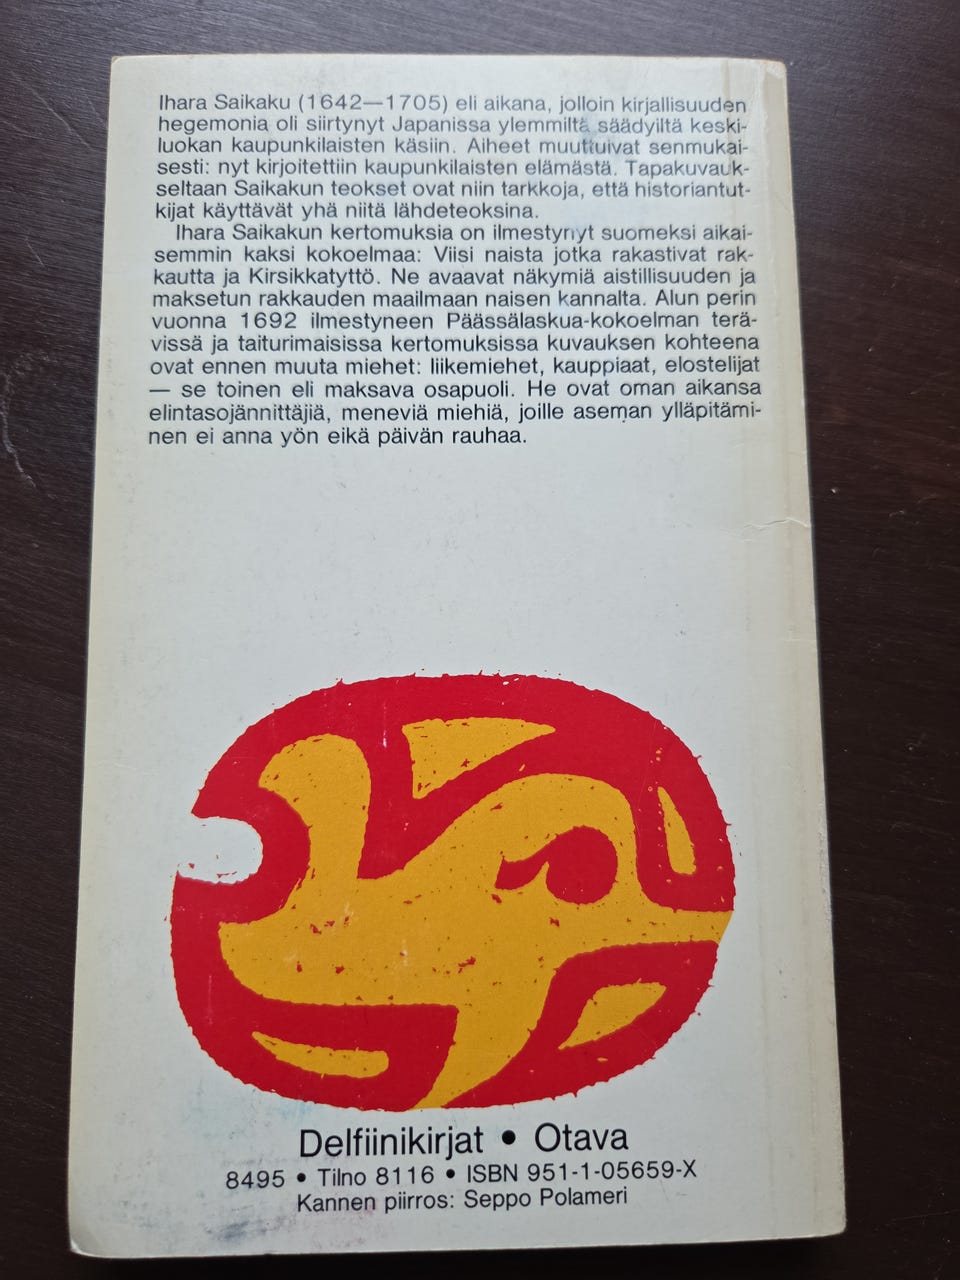 Ihara Saikaku (1642—1705) eli aikana, jolloin kirjallisuuden
hegemonia oli siirtynyt Japanissa ylemmiltä säädyiltä keski-
luokan kaupunkilaisten käsiin. Aiheet muuttuivat senmukai-
sesti: nyt kirjoitettiin kaupunkilaisten elämästä. Tapakuvauk-
seltaan Saikakun teokset ovat niin tarkkoja, että historiantut-
kijat käyttävät yhä niitä lähdeteoksina.
Ihara Saikakun kertomuksia on ilmestynyt suomeksi aikai-
semmin kaksi kokoelmaa: Viisi naista jotka rakastivat rak-
kautta ja Kirsikkatyttö. Ne avaavat näkymiä aistillisuuden ja
maksetun rakkauden maailmaan naisen kannalta. Alun perin
vuonna 1692 ilmestyneen Päässälaskua-kokoelman terä-
vissä ja taiturimaisissa kertomuksissa kuvauksen kohteena
ovat ennen muuta miehet: liikemiehet, kauppiaat, elostelijat
— se toinen eli maksava osapuoli. He ovat oman aikansa
elintasojännittäjiä, meneviä miehiä, joille aseman ylläpitämi-
nen ei anna yön eikä päivän rauhaa.
Delfiinikirjat • Otava
8495 • Tilno 8116 • ISBN 951-1-05659-X
Kannen piirros: Seppo Polameri